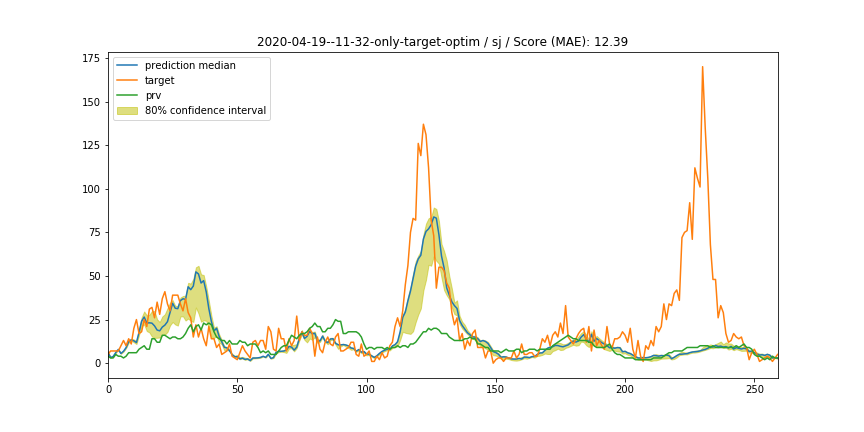 2020-04-19--11-32-only-target-optim / sj / Score (MAE): 12.39
prediction median
target
prv
80% confidence interval
175
150
125
100
75
50
25
0
0 50 100 150 200 250